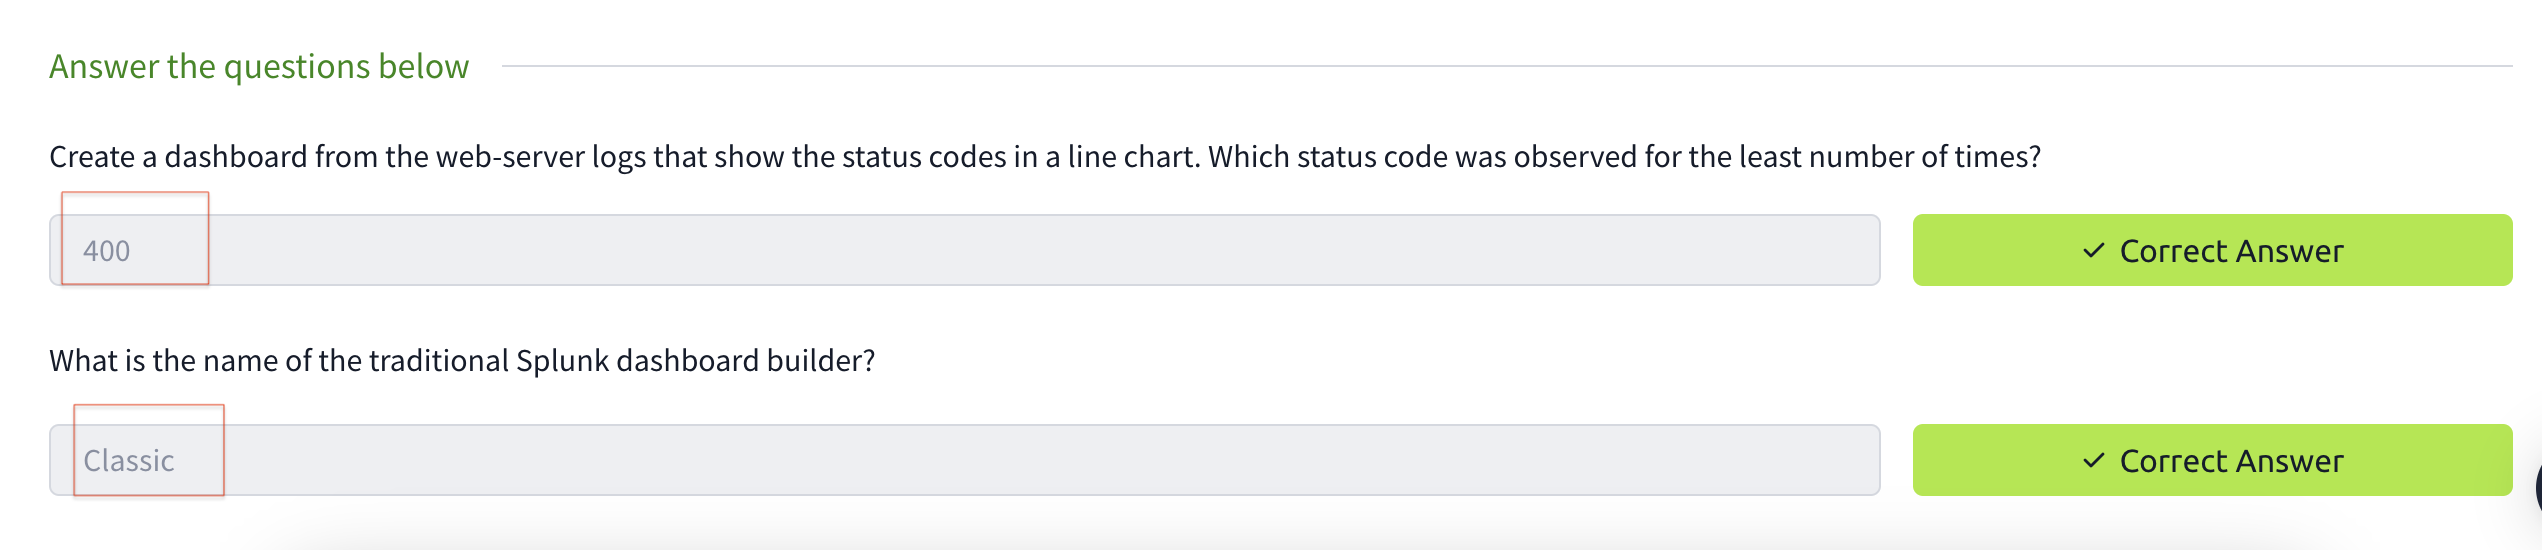 Answer the questions below
Create a dashboard from the web-server logs that show the status codes in a line chart. Which status code was observed for the least number of times?
400
✓ Correct Answer
What is the name of the traditional Splunk dashboard builder?
Classic
✓ Correct Answer